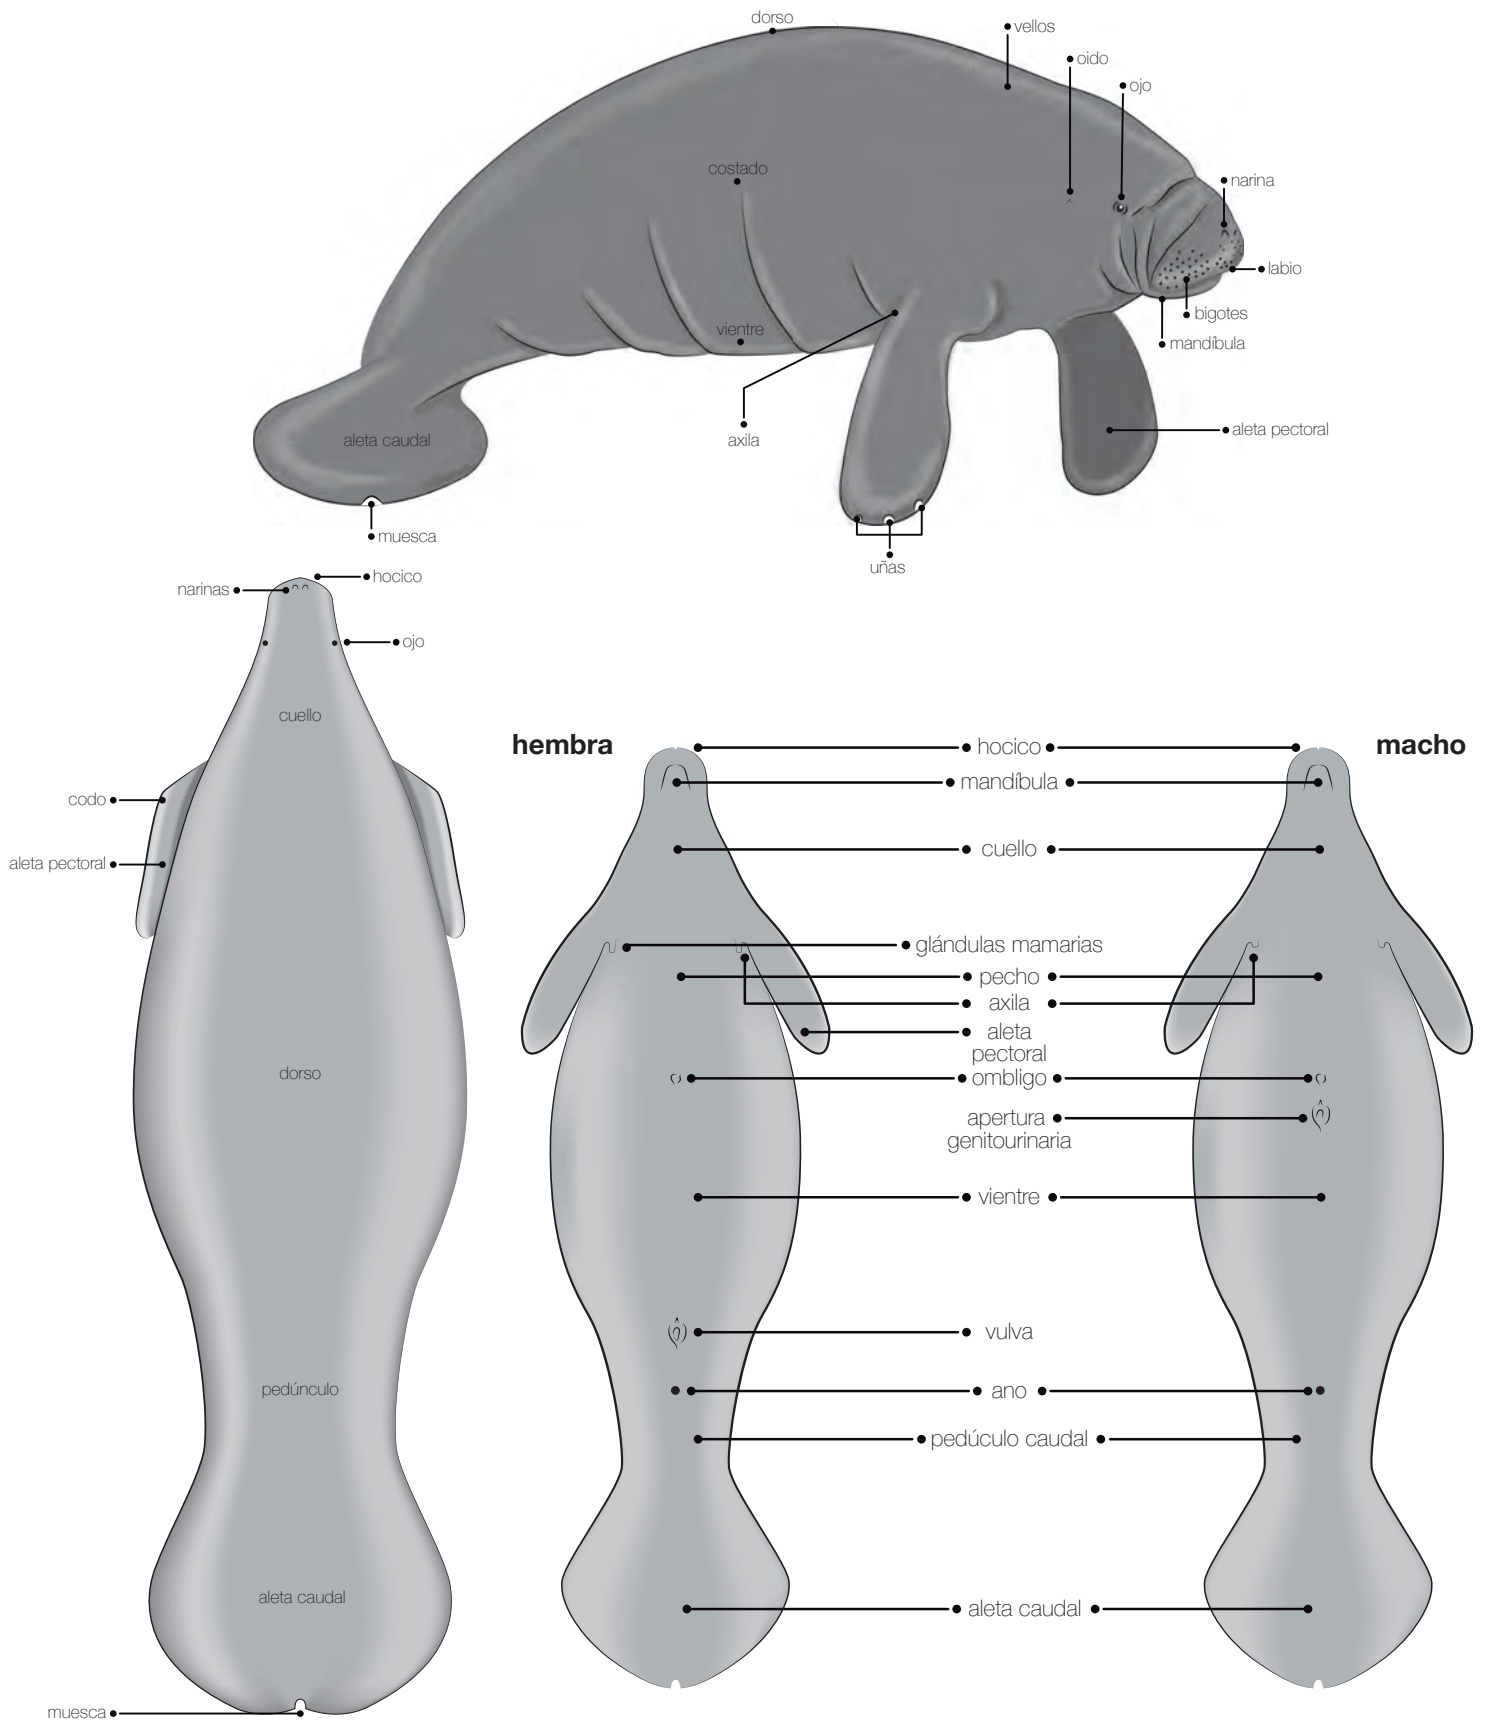 dorso
vellos
oido
ojo
costado
narina
labio
bigotes
vientre
mandíbula
aleta caudal
axila
aleta pectoral
muesca
uñas
hocico
narinas
ojo
cuello
codo
aleta pectoral
dorso
pedúnculo
aleta caudal
muesca
hembra
macho
hocico
mandíbula
cuello
glándulas mamarias
pecho
axila
aleta
pectoral
ombligo
apertura
genitourinaria
vientre
vulva
ano
pedúculo caudal
aleta caudal